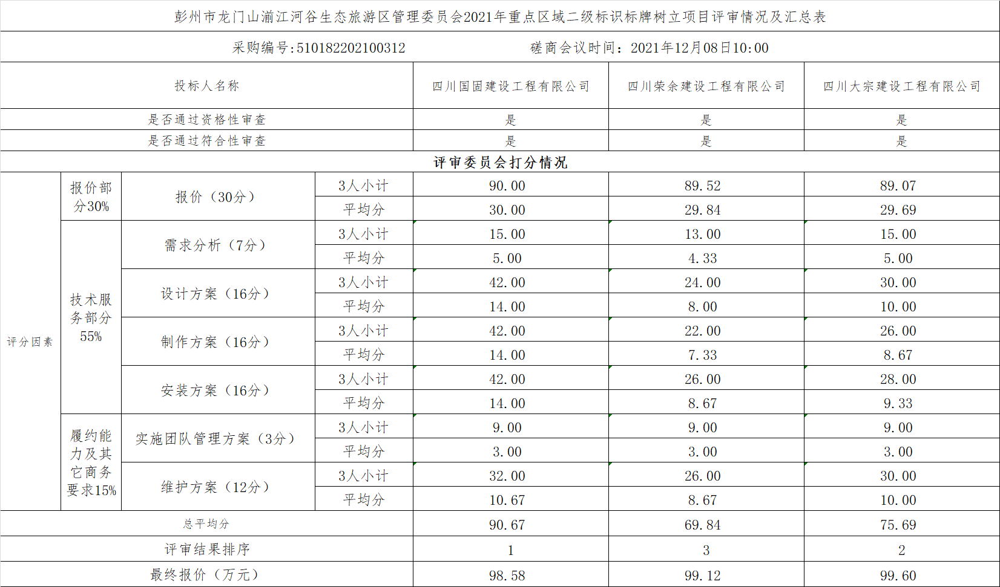 彭州市龙门山湔江河谷生态旅游区管理委员会2021年重点区域二级标识标牌树立项目评审情况及汇总表
采购编号:510182202100312 磋商会议时间：2021年12月08日10:00
投标人名称 四川国固建设工程有限公司 四川荣余建设工程有限公司 四川大宗建设工程有限公司
是否通过资格性审查 是 是 是
是否通过符合性审查 是 是 是
评审委员会打分情况
评分因素
报价部
分30%
报价（30分）
3人小计 90.00 89.52 89.07
平均分 30.00 29.84 29.69
技术服
务部分
55%
需求分析（7分）
3人小计 15.00 13.00 15.00
平均分 5.00 4.33 5.00
设计方案（16分）
3人小计 42.00 24.00 30.00
平均分 14.00 8.00 10.00
制作方案（16分）
3人小计 42.00 22.00 26.00
平均分 14.00 7.33 8.67
安装方案（16分）
3人小计 42.00 26.00 28.00
平均分 14.00 8.67 9.33
履约能
力及其
它商务
要求15%
实施团队管理方案（3分）
3人小计 9.00 9.00 9.00
平均分 3.00 3.00 3.00
维护方案（12分）
3人小计 32.00 26.00 30.00
平均分 10.67 8.67 10.00
总平均分 90.67 69.84 75.69
评审结果排序 1 3 2
最终报价（万元） 98.58 99.12 99.60